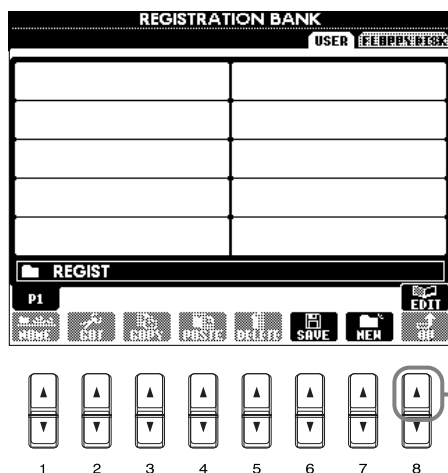 REGISTRATION BANK
USER FLOPPY DISK
REGIST
P1
EDIT
NAME CUT COPY PASTE DELETE SAVE NEW UP
1 2 3 4 5 6 7 8